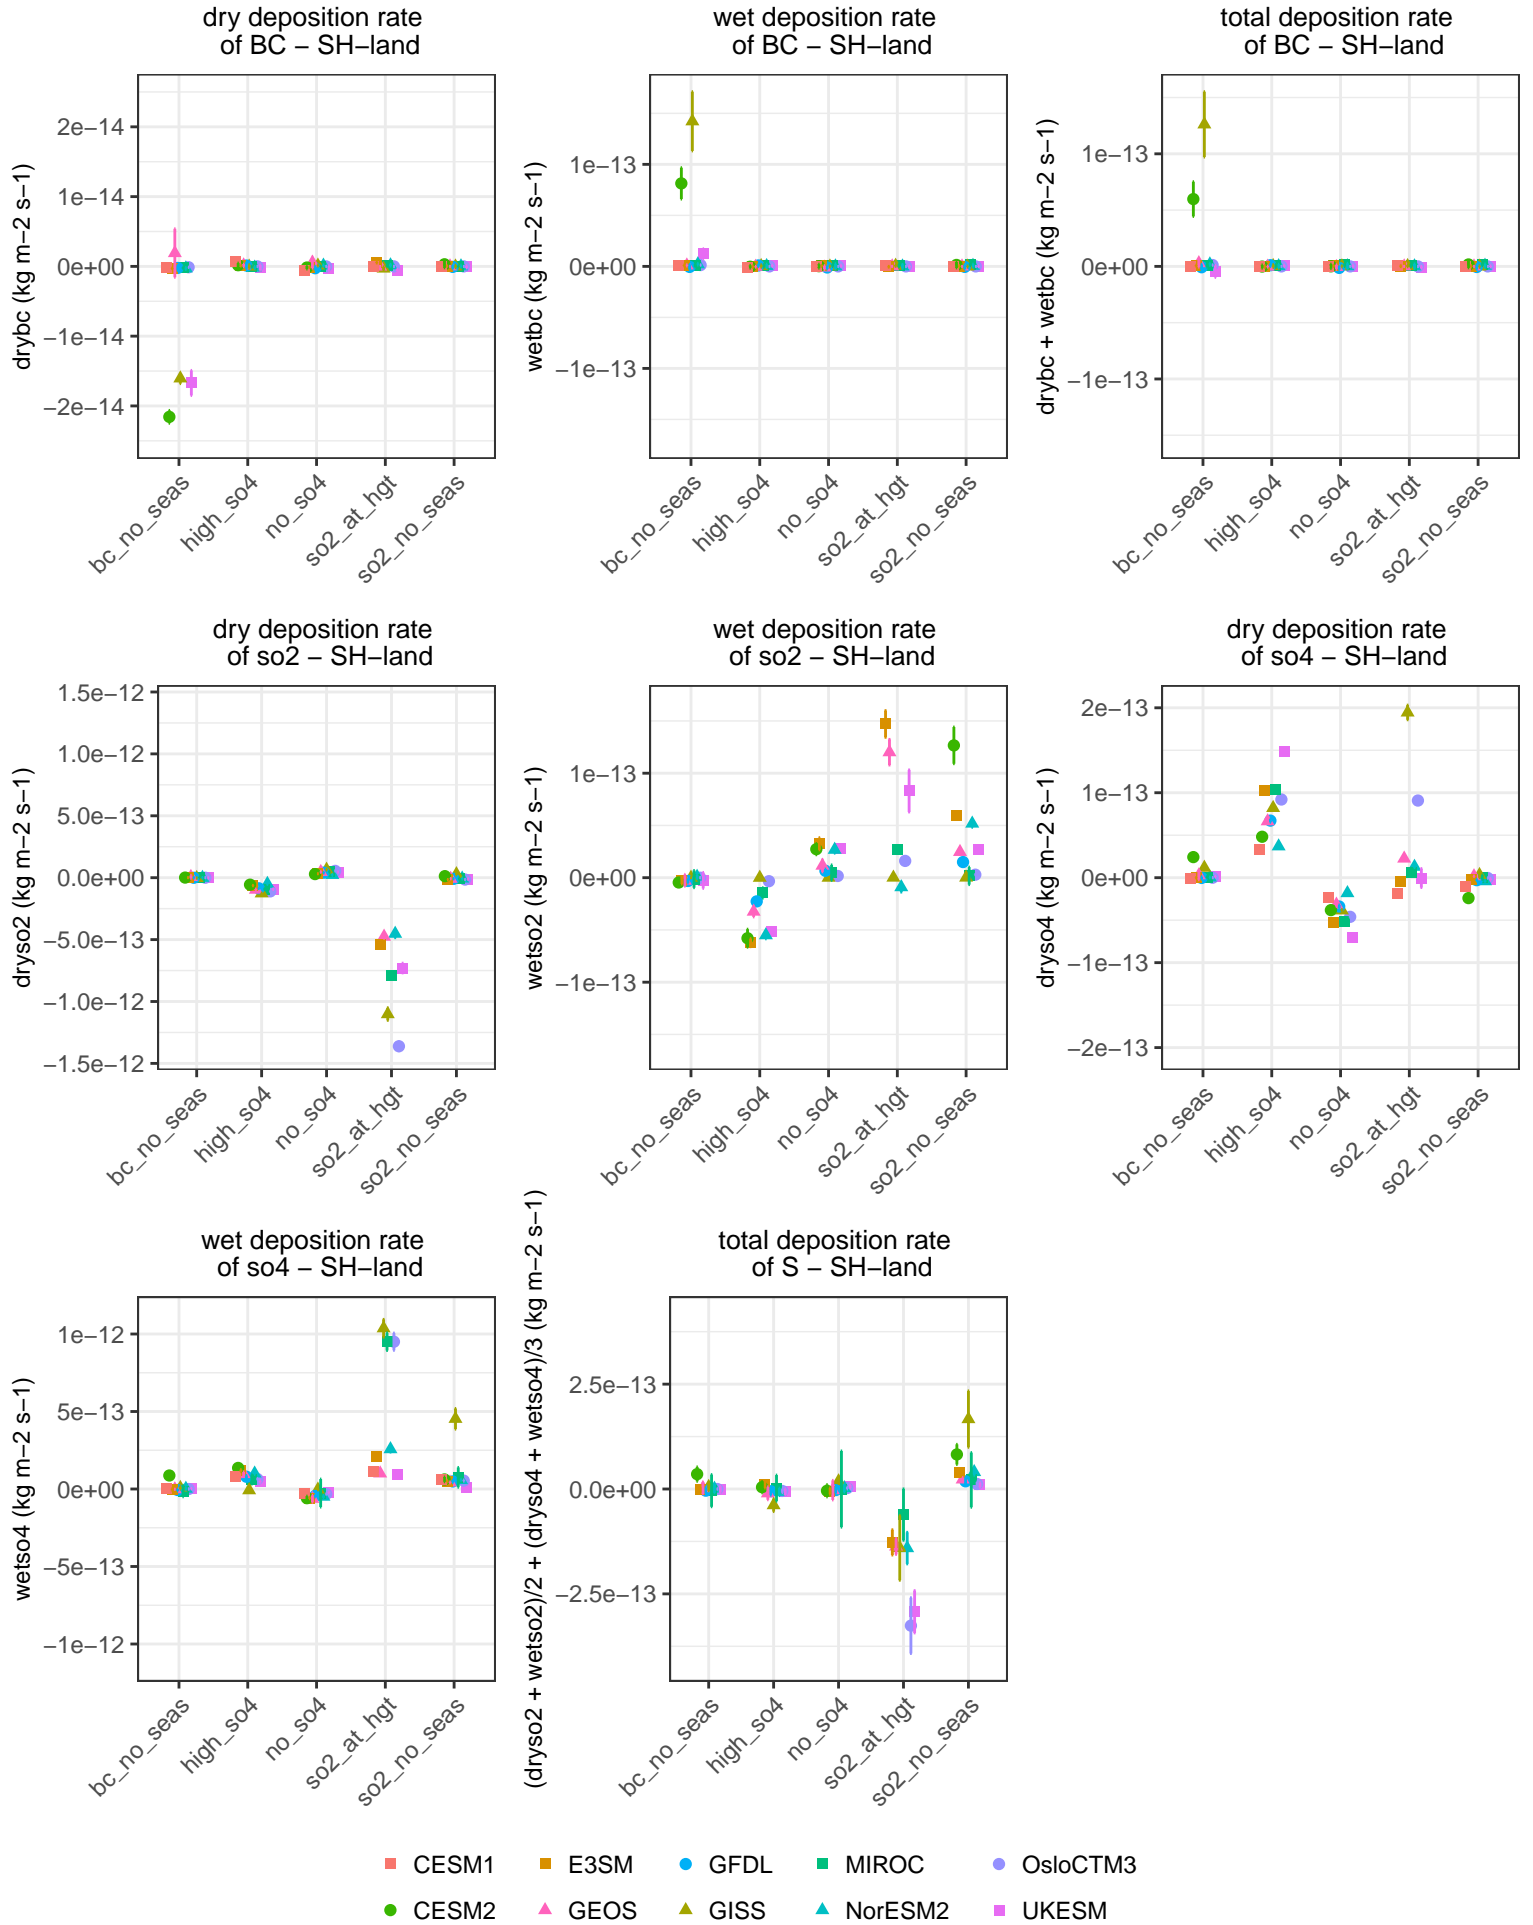 dry deposition rate
of BC − SH−land
wet deposition rate
of BC − SH−land
total deposition rate
of BC − SH−land
drybc (kg m−2 s−1)
2e−14
1e−14
0e+00
−1e−14
−2e−14
bc_no_seas
high_so4
no_so4
so2_at_hgt
so2_no_seas
wetbc (kg m−2 s−1)
1e−13
0e+00
−1e−13
bc_no_seas
high_so4
no_so4
so2_at_hgt
so2_no_seas
drybc + wetbc (kg m−2 s−1)
1e−13
0e+00
−1e−13
bc_no_seas
high_so4
no_so4
so2_at_hgt
so2_no_seas
dry deposition rate
of so2 − SH−land
wet deposition rate
of so2 − SH−land
dry deposition rate
of so4 − SH−land
dryso2 (kg m−2 s−1)
1.5e−12
1.0e−12
5.0e−13
0.0e+00
−5.0e−13
−1.0e−12
−1.5e−12
bc_no_seas
high_so4
no_so4
so2_at_hgt
so2_no_seas
wetso2 (kg m−2 s−1)
1e−13
0e+00
−1e−13
bc_no_seas
high_so4
no_so4
so2_at_hgt
so2_no_seas
dryso4 (kg m−2 s−1)
2e−13
1e−13
0e+00
−1e−13
−2e−13
bc_no_seas
high_so4
no_so4
so2_at_hgt
so2_no_seas
wet deposition rate
of so4 − SH−land
total deposition rate
of S − SH−land
wetso4 (kg m−2 s−1)
1e−12
5e−13
0e+00
−5e−13
−1e−12
bc_no_seas
high_so4
no_so4
so2_at_hgt
so2_no_seas
(dryso2 + wetso2)/2 + (dryso4 + wetso4)/3 (kg m−2 s−1)
2.5e−13
0.0e+00
−2.5e−13
bc_no_seas
high_so4
no_so4
so2_at_hgt
so2_no_seas
CESM1 E3SM GFDL MIROC OsloCTM3
CESM2 GEOS GISS NorESM2 UKESM